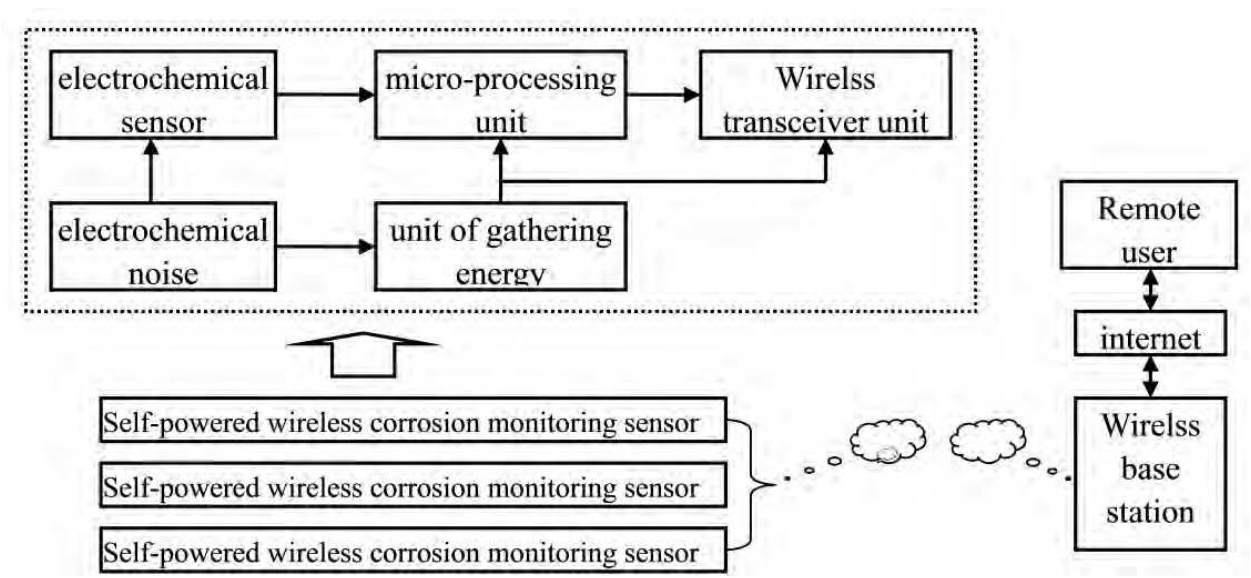 electrochemical
sensor
micro-processing
unit
Wirelss
transceiver unit
electrochemical
noise
unit of gathering
energy
Remote
user
internet
Self-powered wireless corrosion monitoring sensor
Self-powered wireless corrosion monitoring sensor
Self-powered wireless corrosion monitoring sensor
Wirelss
base
station